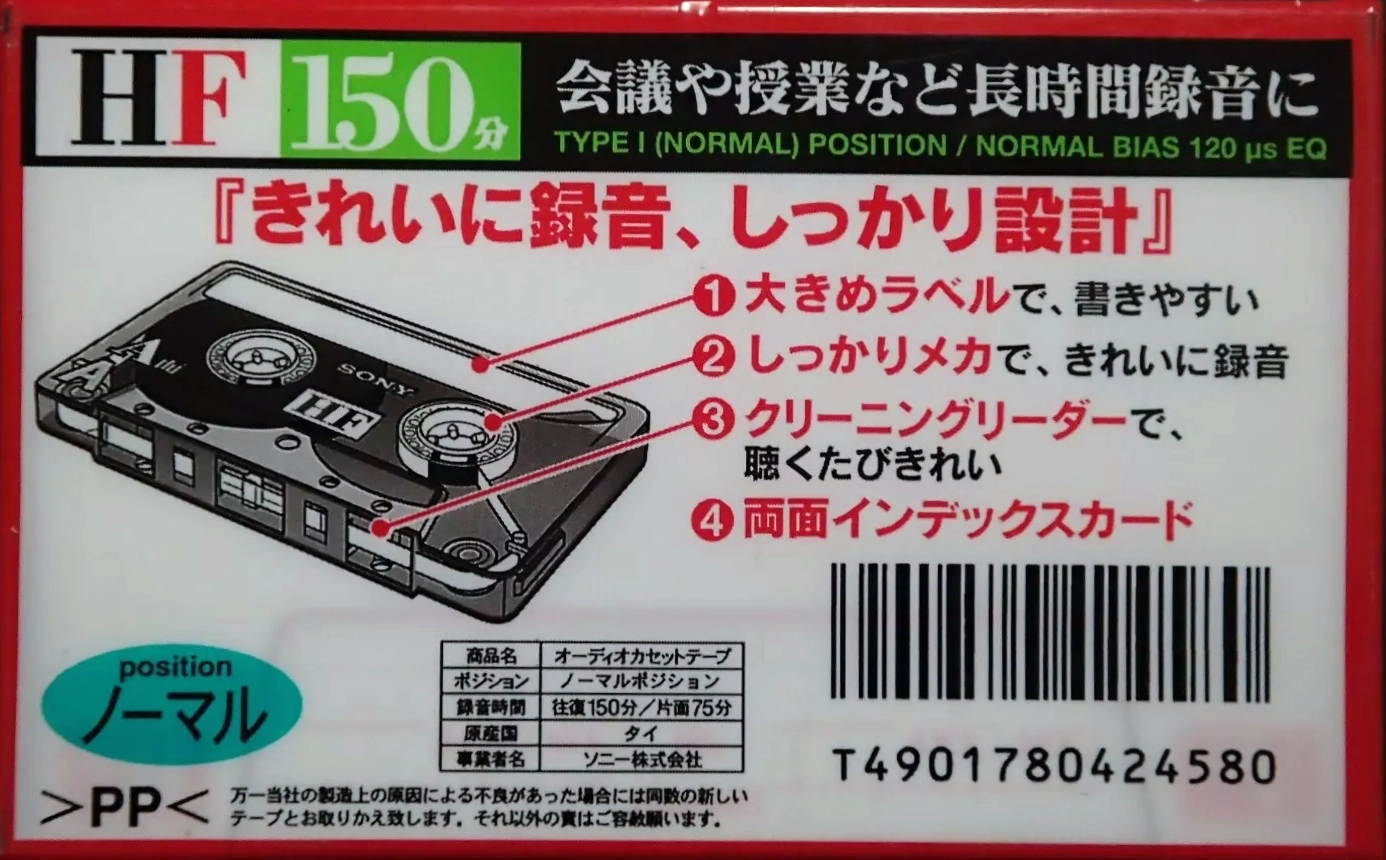 HF 150分
会議や授業など長時間録音に
TYPE I (NORMAL) POSITION / NORMAL BIAS 120 µs EQ
『きれいに録音、しっかり設計』
①大きめラベルで、書きやすい
②しっかりメカで、きれいに録音
③クリーニングリーダーで、
聴くたびきれい
④両面インデックスカード
A
A
SONY
HF
position
ノーマル
商品名 オーディオカセットテープ
ポジション ノーマルポジション
録音時間 往復150分/片面75分
原産国 タイ
事業者名 ソニー株式会社
T4901780424580
>PP<
万一当社の製造上の原因による不良があった場合には同数の新しい
テープとお取りかえ致します。それ以外の責はご容赦願います。